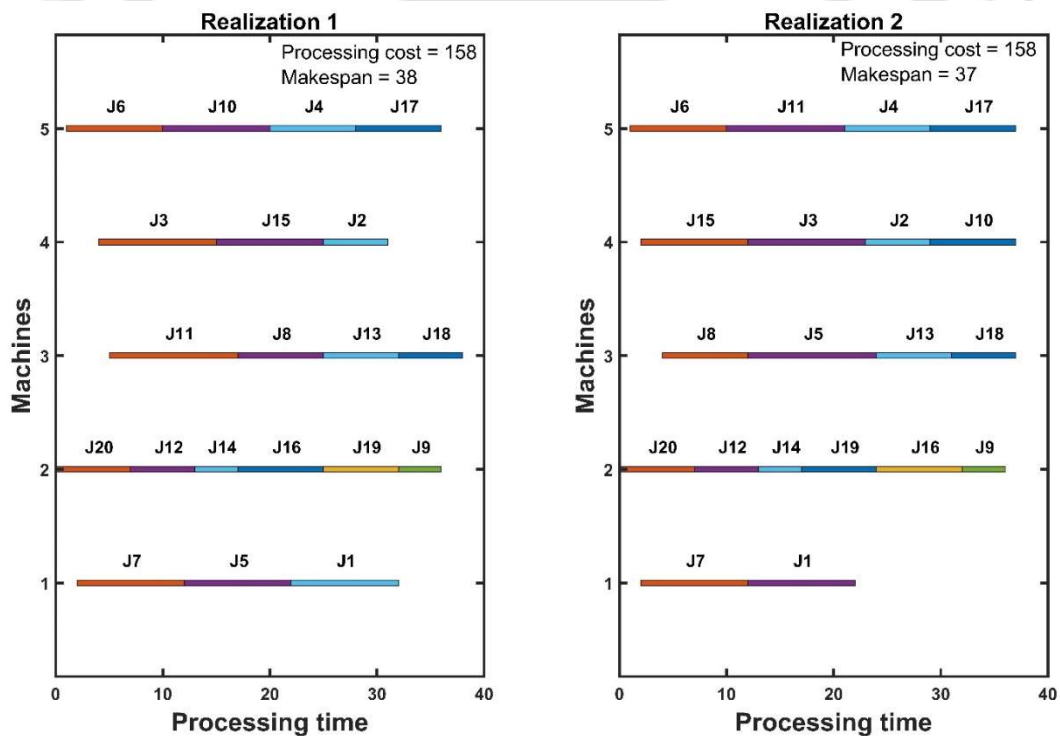 Realization 1
Processing cost = 158
Makespan = 38
J6 J10 J4 J17
5
J3 J15 J2
4
J11 J8 J13 J18
3
J20 J12 J14 J16 J19 J9
2
J7 J5 J1
1
0 10 20 30 40
Machines
Processing time
Realization 2
Processing cost = 158
Makespan = 37
J6 J11 J4 J17
5
J15 J3 J2 J10
4
J8 J5 J13 J18
3
J20 J12 J14 J19 J16 J9
2
J7 J1
1
0 10 20 30 40
Machines
Processing time